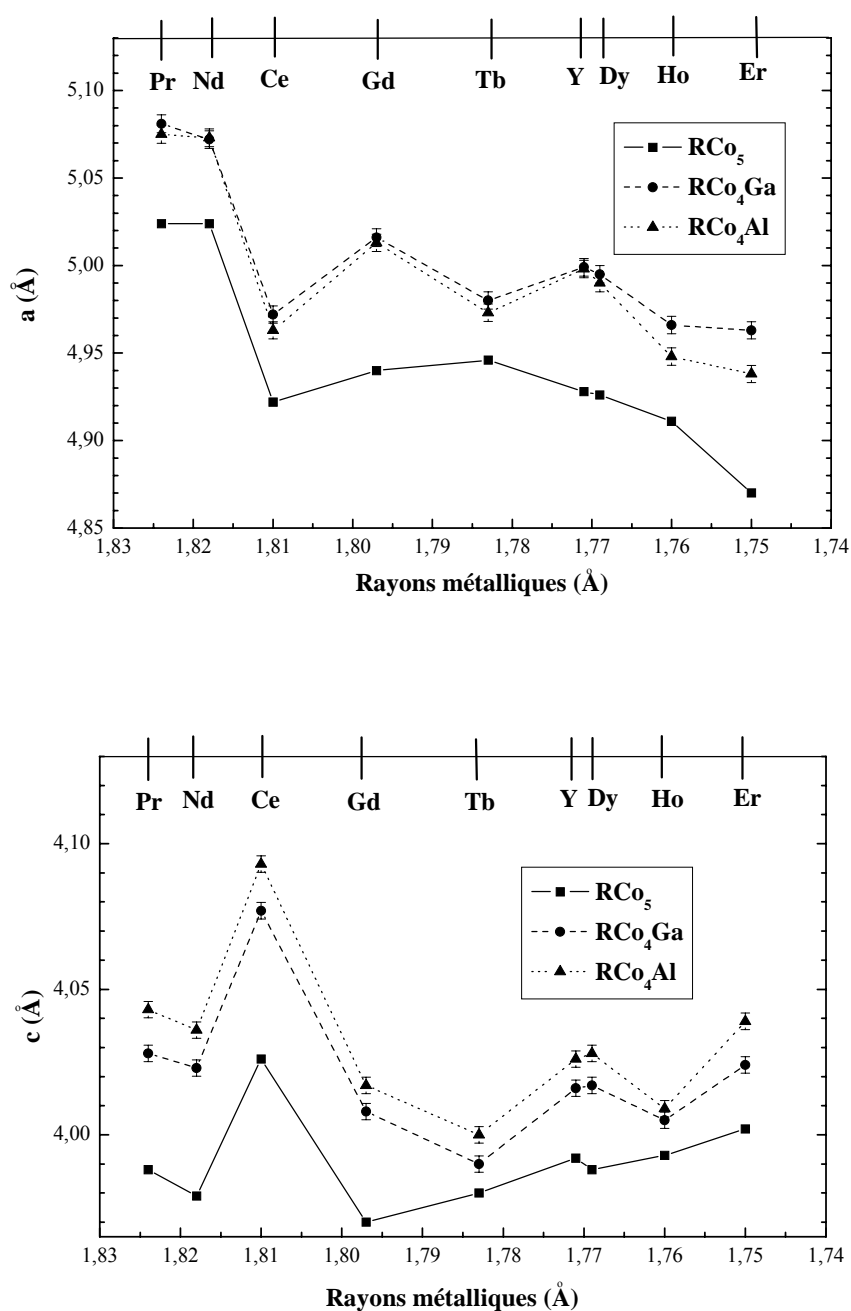 Pr Nd Ce Gd Tb Y Dy Ho Er
5,10
5,05
5,00
4,95
4,90
4,85
a (Å)
RCo5
RCo4Ga
RCo4Al
1,83 1,82 1,81 1,80 1,79 1,78 1,77 1,76 1,75 1,74
Rayons métalliques (Å)
Pr Nd Ce Gd Tb Y Dy Ho Er
4,10
4,05
4,00
c (Å)
RCo5
RCo4Ga
RCo4Al
1,83 1,82 1,81 1,80 1,79 1,78 1,77 1,76 1,75 1,74
Rayons métalliques (Å)